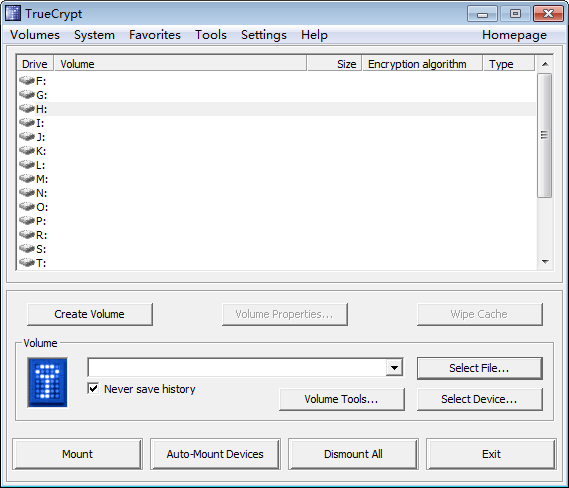 TrueCrypt
Volumes System Favorites Tools Settings Help Homepage
Drive Volume Size Encryption algorithm Type
F:
G:
H:
I:
J:
K:
L:
M:
N:
O:
P:
R:
S:
T:
Create Volume Volume Properties... Wipe Cache
Volume
Select File...
Never save history
Volume Tools... Select Device...
Mount Auto-Mount Devices Dismount All Exit